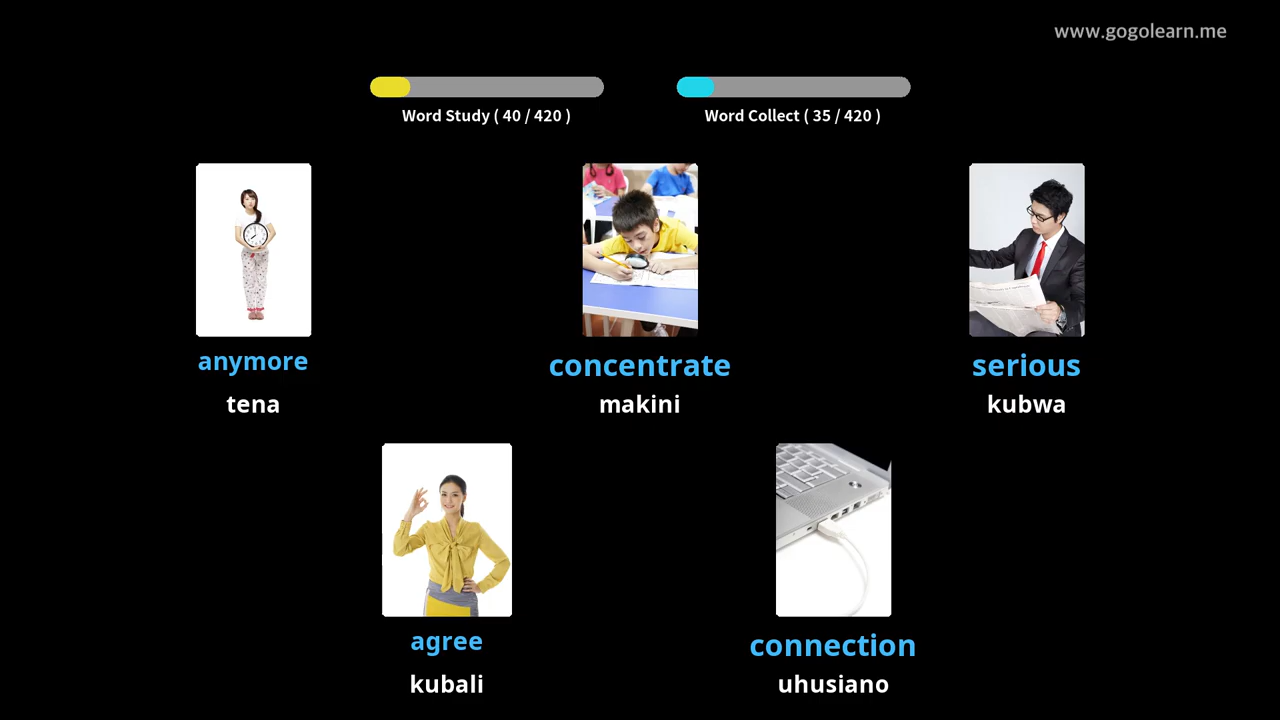 www.gogolearn.me
Word Study ( 40 / 420 )
Word Collect ( 35 / 420 )
anymore
tena
concentrate
makini
serious
kubwa
agree
kubali
connection
uhusiano